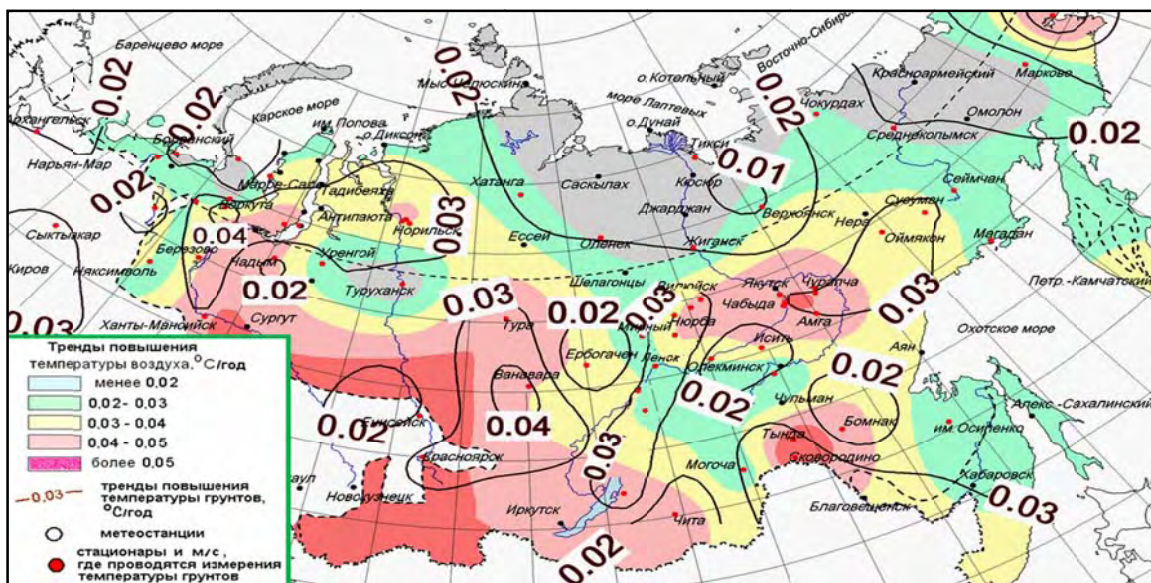 Баренцево море
0.02
0.02
0.02
Карское море
им. Попова
о.Диксон
Мыс Челюскина
о.Котельный
Восточно-Сибир
море Лаптевых
о.Дунай
Тикси
Чокурдах
Красноармейский
Марково
Омолон
Среднеколымск
0.02
0.02
Архангельск
Нарьян-Мар
0.02
Сыктывкар
Киров
0.03
Воркута
0.04
Березово
Няксимволь
Чадым
0.02
Ханты-Мансийск
Сургут
Антипаюта
Норильск
0.03
Уренгой
Туруханск
Хатанга
Ессей
Саскылах
Оленек
Шелагонцы
Кюсюр
Джарджан
Жиганск
0.01
Верхоянск
Нера
Сусуман
Сеймчан
Оймякон
Магадан
Петр.-Камчатский
0.03
Охотское море
0.03
Тура
0.02
Ербогачен
Ванавара
0.04
0.03
Мирный
Ленск
Нюрба
Якутск
Чурапча
Чабыда
Амга
Иситъ
Олекминск
0.02
Чульман
0.02
Аян
Бомнак
Тында
Сковородино
Могоча
им. Осипенко
Алекс.-Сахалинский
Хабаровск
Благовещенск
0.03
0.02
Енисейск
Красноярск
Новокузнецк
аул
Иркутск
0.03
Чита
0.02
Тренды повышения
температуры воздуха, °С/год
менее 0,02
0,02- 0,03
0,03 - 0,04
0,04 - 0,05
более 0,05
0,03
тренды повышения
температуры грунтов,
°С/год
метеостанции
стационары и м/с,
где проводятся измерения
температуры грунтов